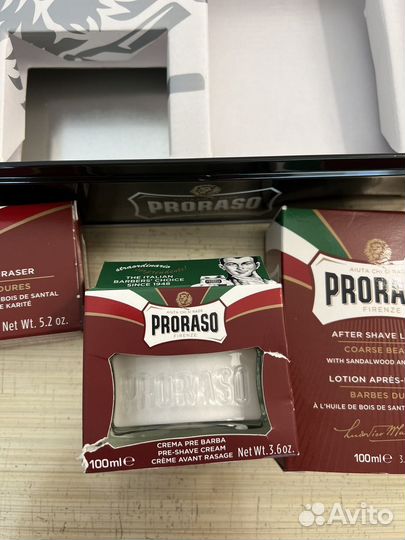 PRORASO
RASER
DURES
BOIS DE SANTAL
E KARITÉ
Net Wt. 5.2 oz.
THE ITALIAN
BARBERS' CHOICE
SINCE 1948
PRORASO
FIRENZE
PRORASO
CREMA PRE BARBA
PRE-SHAVE CREAM
CRÈME AVANT RASAGE
100ml e
Net Wt. 3.6oz.
PRORA
FIRENZE
AFTER SHAVE L
COARSE BEA
WITH SANDALWOOD AN
LOTION APRÈS-
BARBES DU
À L'HUILE DE BOIS DE SANT
100ml e 3.
Avito